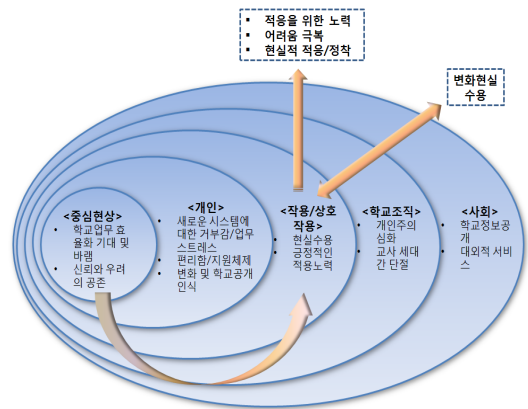 ▪ 적응을 위한 노력
▪ 어려움 극복
▪ 현실적 적응/정착
변화현실
수용
<중심현상>
• 학교업무 효
율화 기대 및
바램
• 신뢰와 우려
의 공존
<개인>
• 새로운 시스템에
대한 거부감/업무
스트레스
• 편리함/지원체제
변화 및 학교공개
인식
<작용/상호
작용>
• 현실수용
• 긍정적인
적용노력
<학교조직>
• 개인주의
심화
• 교사 세대
간 단절
<사회>
• 학교정보공
개
• 대외적 서비
스